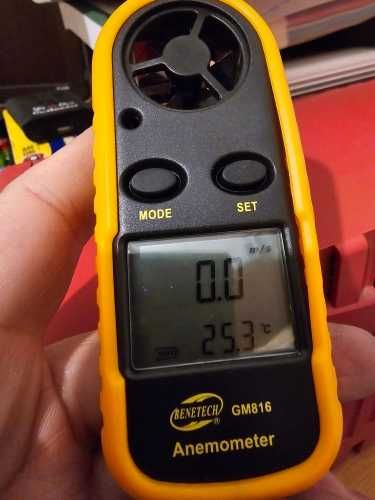 MODE SET
m/s
0.0
25.3 °C
BENETECH® GM816
Anemometer